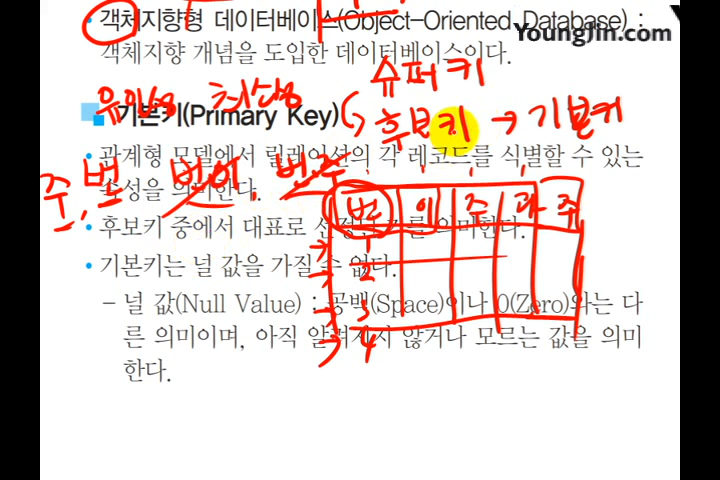 • 객체지향형 데이터베이스(Object-Oriented Database) :
YoungJin.com
객체지향 개념을 도입한 데이터베이스이다.
슈퍼키
유일성 최소성
기본키(Primary Key)
후보키 → 기본키
• 관계형 모델에서 릴레이션의 각 레코드를 식별할 수 있는
주, 번 번이, 번주
속성을 의미한다.
번 이 주 과 주
• 후보키 중에서 대표로 선정된 키를 의미한다.
1
• 기본키는 널 값을 가질 수 없다.
2
– 널 값(Null Value) : 공백(Space)이나 0(Zero)와는 다
3
른 의미이며, 아직 알려지지 않거나 모르는 값을 의미
4
한다.